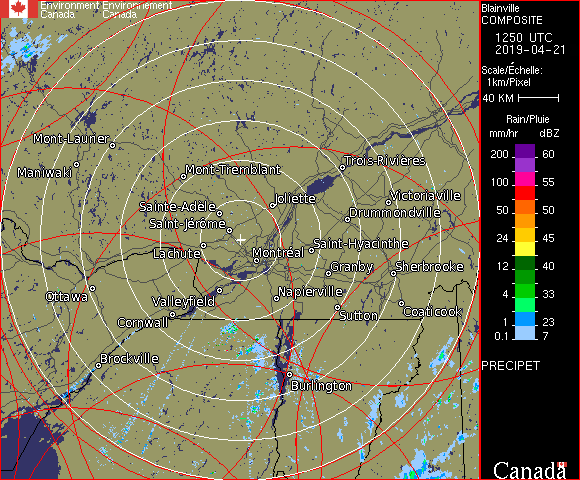 Environment Environnement
Canada Canada
Blainville
COMPOSITE
1250 UTC
2019-04-21
Scale/Échelle:
1km/Pixel
40 KM
Rain/Pluie
mm/hr dBZ
200 60
100 55
50 50
24 45
12 40
4 33
1 23
0.1 7
PRECIPET
Canada
Mont-Laurier
Maniwaki
Mont-Tremblant
Trois-Rivières
Joliette
Victoriaville
Sainte-Adèle
Drummondville
Saint-Jérôme
Lachute
Montréal
Saint-Hyacinthe
Granby
Sherbrooke
Ottawa
Valleyfield
Napierville
Cornwall
Sutton
Coaticook
Brockville
Burlington